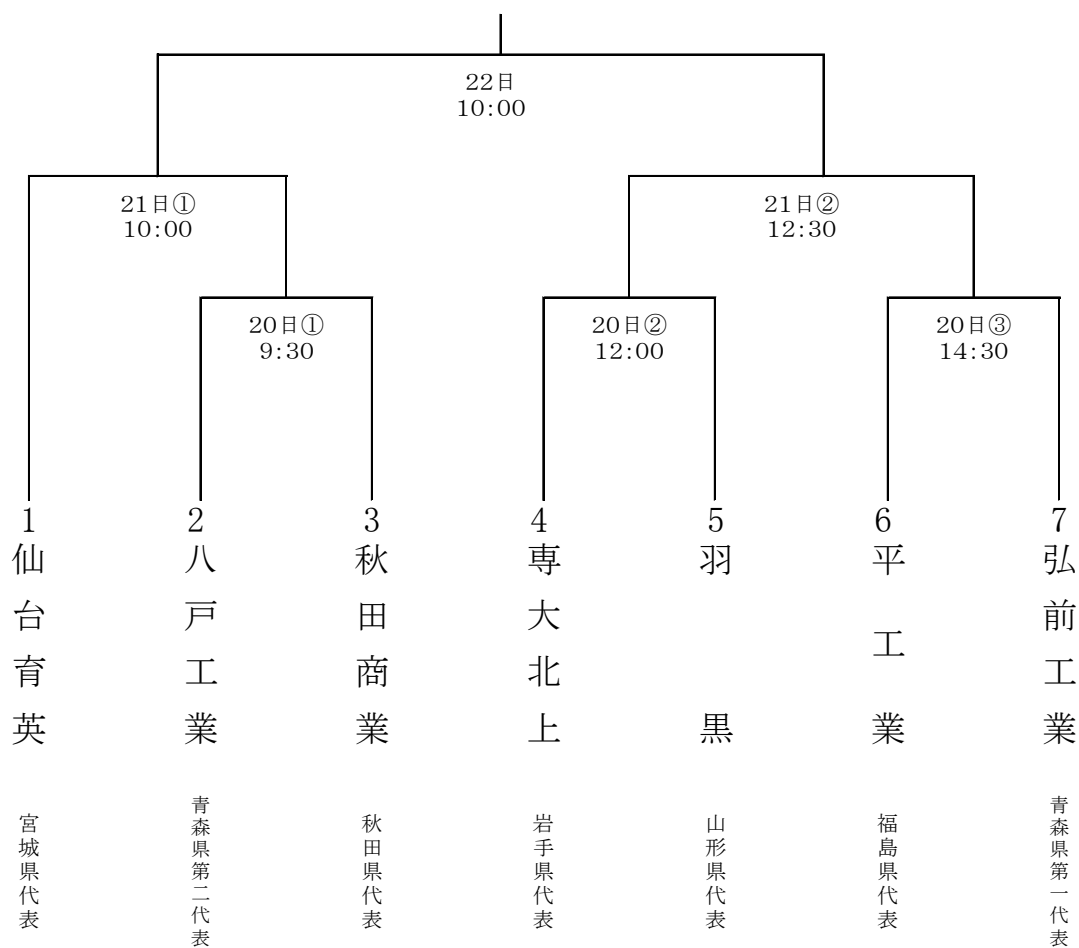 22日
10:00
21日①
10:00
21日②
12:30
20日①
9:30
20日②
12:00
20日③
14:30
1
仙台育英
宮城県代表
2
八戸工業
青森県第二代表
3
秋田商業
秋田県代表
4
専大北上
岩手県代表
5
羽黒
山形県代表
6
平工業
福島県代表
7
弘前工業
青森県第一代表